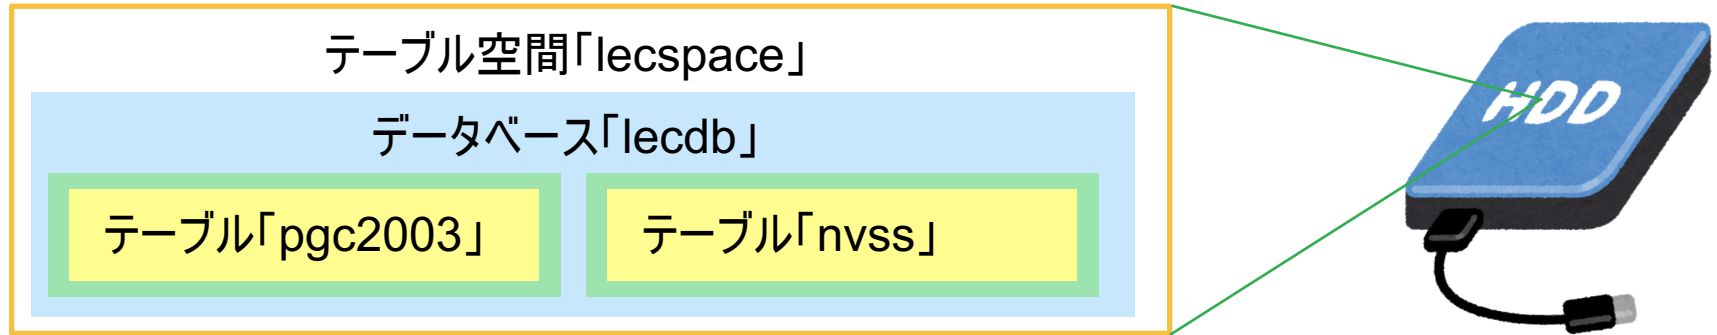 テーブル空間「lecspace」
HDD
データベース「lecdb」
テーブル「pgc2003」
テーブル「nvss」